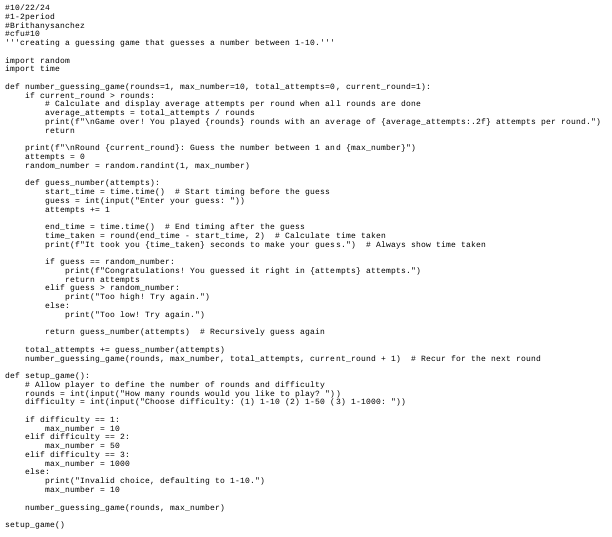 #10/22/24
#1-2period
#Brithanysanchez
#cfu#10
'''creating a guessing game that guesses a number between 1-10.'''

import random
import time

def number_guessing_game(rounds=1, max_number=10, total_attempts=0, current_round=1):
    if current_round > rounds:
        # Calculate and display average attempts per round when all rounds are done
        average_attempts = total_attempts / rounds
        print(f"\nGame over! You played {rounds} rounds with an average of {average_attempts:.2f} attempts per round.")
        return

    print(f"\nRound {current_round}: Guess the number between 1 and {max_number}")
    attempts = 0
    random_number = random.randint(1, max_number)

    def guess_number(attempts):
        start_time = time.time()  # Start timing before the guess
        guess = int(input("Enter your guess: "))
        attempts += 1

        end_time = time.time()  # End timing after the guess
        time_taken = round(end_time - start_time, 2)  # Calculate time taken
        print(f"It took you {time_taken} seconds to make your guess.")  # Always show time taken

        if guess == random_number:
            print(f"Congratulations! You guessed it right in {attempts} attempts.")
            return attempts
        elif guess > random_number:
            print("Too high! Try again.")
        else:
            print("Too low! Try again.")

        return guess_number(attempts)  # Recursively guess again

    total_attempts += guess_number(attempts)
    number_guessing_game(rounds, max_number, total_attempts, current_round + 1)  # Recur for the next round

def setup_game():
    # Allow player to define the number of rounds and difficulty
    rounds = int(input("How many rounds would you like to play? "))
    difficulty = int(input("Choose difficulty: (1) 1-10 (2) 1-50 (3) 1-1000: "))

    if difficulty == 1:
        max_number = 10
    elif difficulty == 2:
        max_number = 50
    elif difficulty == 3:
        max_number = 1000
    else:
        print("Invalid choice, defaulting to 1-10.")
        max_number = 10

    number_guessing_game(rounds, max_number)

setup_game()